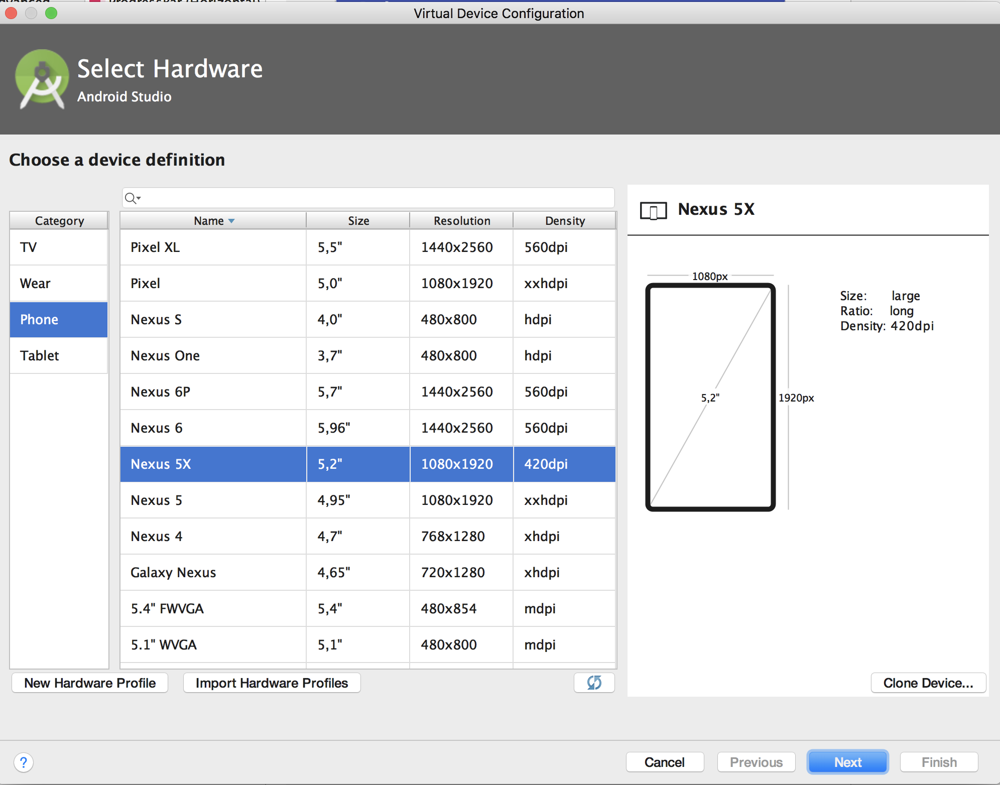 Virtual Device Configuration
Select Hardware
Android Studio
Choose a device definition
Category
TV
Wear
Phone
Tablet
Name Size Resolution Density
Pixel XL 5,5" 1440x2560 560dpi
Pixel 5,0" 1080x1920 xxhdpi
Nexus S 4,0" 480x800 hdpi
Nexus One 3,7" 480x800 hdpi
Nexus 6P 5,7" 1440x2560 560dpi
Nexus 6 5,96" 1440x2560 560dpi
Nexus 5X 5,2" 1080x1920 420dpi
Nexus 5 4,95" 1080x1920 xxhdpi
Nexus 4 4,7" 768x1280 xhdpi
Galaxy Nexus 4,65" 720x1280 xhdpi
5.4" FWVGA 5,4" 480x854 mdpi
5.1" WVGA 5,1" 480x800 mdpi
New Hardware Profile Import Hardware Profiles
Nexus 5X
1080px
Size: large
Ratio: long
Density: 420dpi
5,2" 1920px
Clone Device...
? Cancel Previous Next Finish